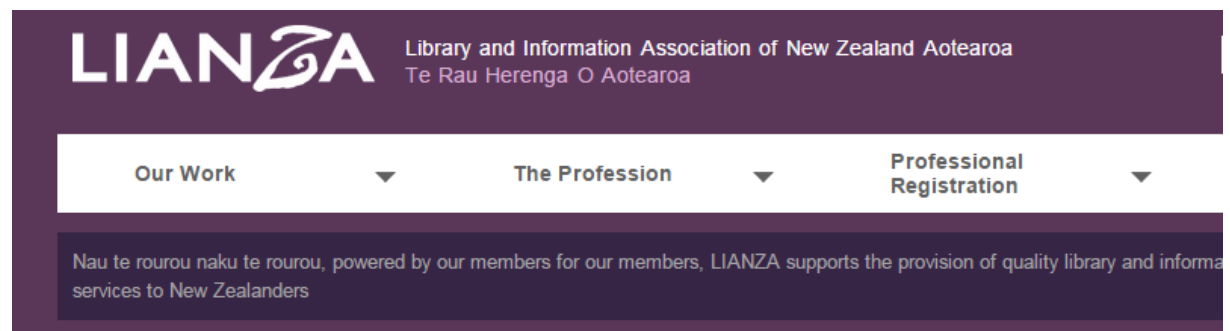 LIANZA
Library and Information Association of New Zealand Aotearoa
Te Rau Herenga O Aotearoa
Our Work
The Profession
Professional
Registration
Nau te rourou naku te rourou, powered by our members for our members, LIANZA supports the provision of quality library and informa
services to New Zealanders